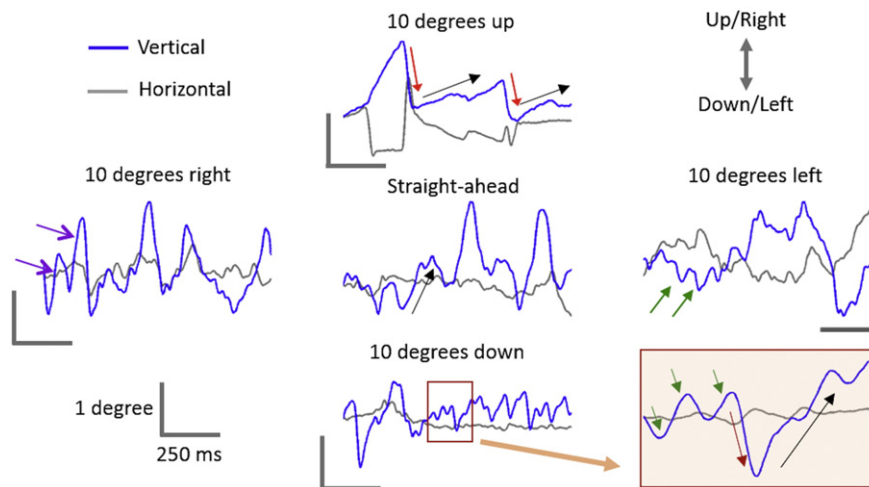 10 degrees up
Up/Right
Vertical
Horizontal
Down/Left
10 degrees right
Straight-ahead
10 degrees left
10 degrees down
1 degree
250 ms